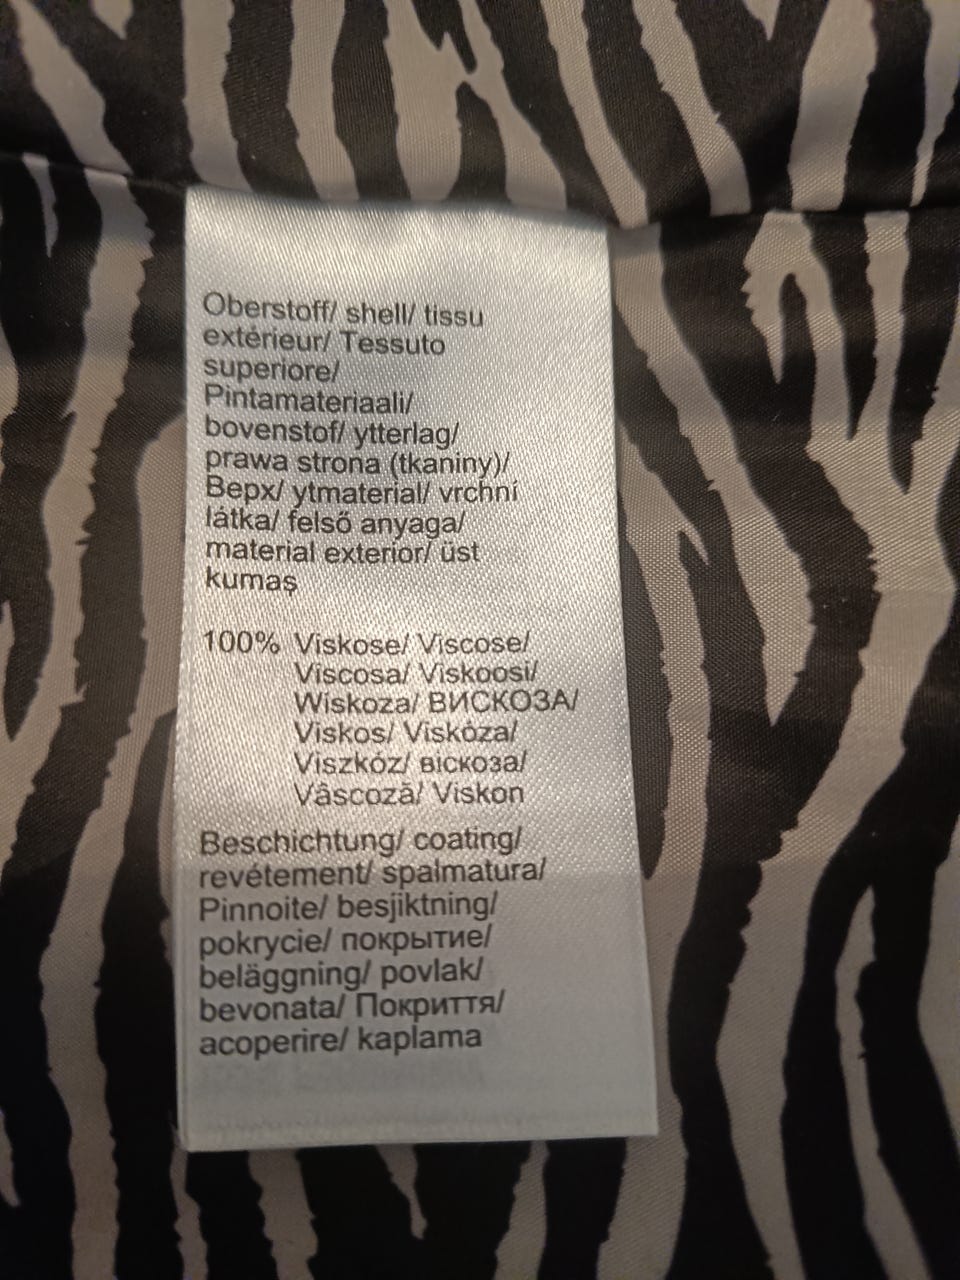 Oberstoff/ shell/ tissu
extérieur/ Tessuto
superiore/
Pintamateriaali/
bovenstof/ ytterlag/
prawa strona (tkaniny)/
Верх/ ytmaterial/ vrchní
látka/ felső anyaga/
material exterior/ üst
kumaş
100% Viskose/ Viscose/
Viscosa/ Viskoosi/
Wiskoza/ ВИСКОЗА/
Viskos/ Viskóza/
Viszkóz/ віскоза/
Vâscoză/ Viskon
Beschichtung/ coating/
revétement/ spalmatura/
Pinnoite/ besjiktning/
pokrycie/ покрытие/
beläggning/ povlak/
bevonata/ Покриття/
acoperire/ kaplama